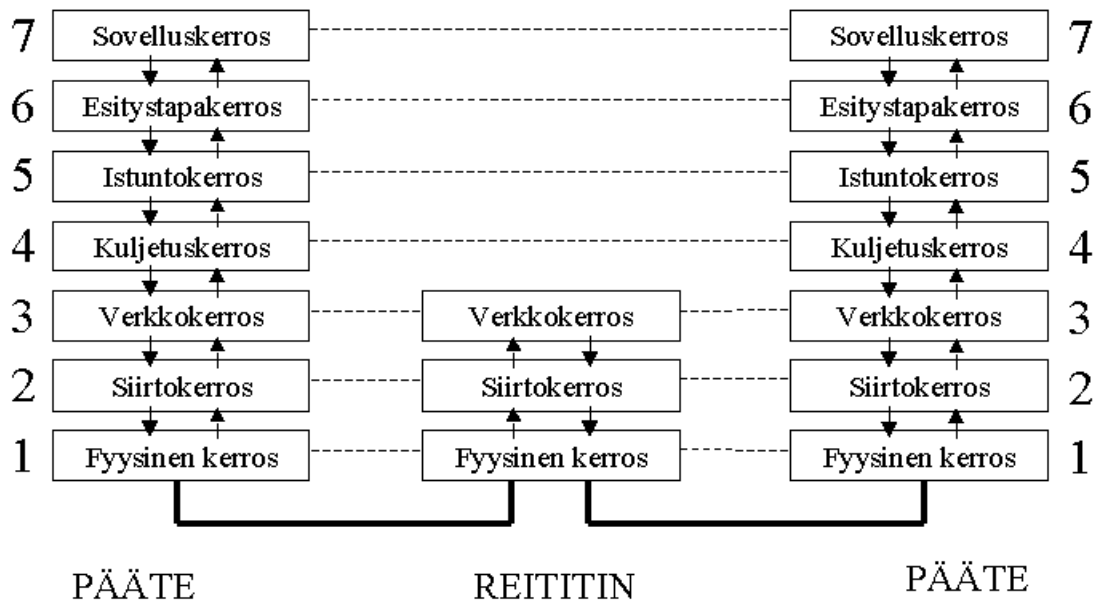 7 Sovelluskerros Sovelluskerros 7
6 Esitystapakerros Esitystapakerros 6
5 Istuntokerros Istuntokerros 5
4 Kuljetuskerros Kuljetuskerros 4
3 Verkkokerros Verkkokerros Verkkokerros 3
2 Siirtokerros Siirtokerros Siirtokerros 2
1 Fyysinen kerros Fyysinen kerros Fyysinen kerros 1
PÄÄTE REITITIN PÄÄTE